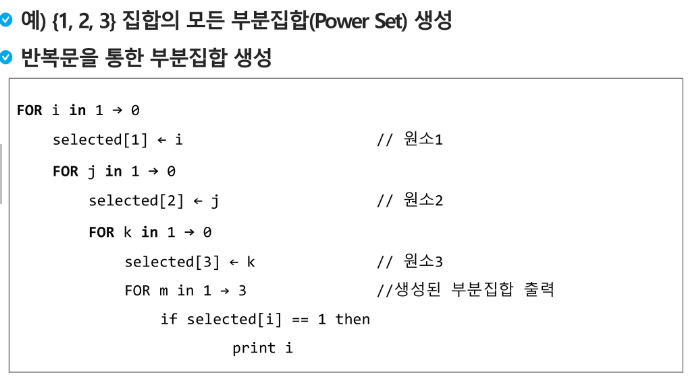 예) {1, 2, 3} 집합의 모든 부분집합(Power Set) 생성
반복문을 통한 부분집합 생성
FOR i in 1 → 0
selected[1] ← i // 원소1
FOR j in 1 → 0
selected[2] ← j // 원소2
FOR k in 1 → 0
selected[3] ← k // 원소3
FOR m in 1 → 3 //생성된 부분집합 출력
if selected[i] == 1 then
print i